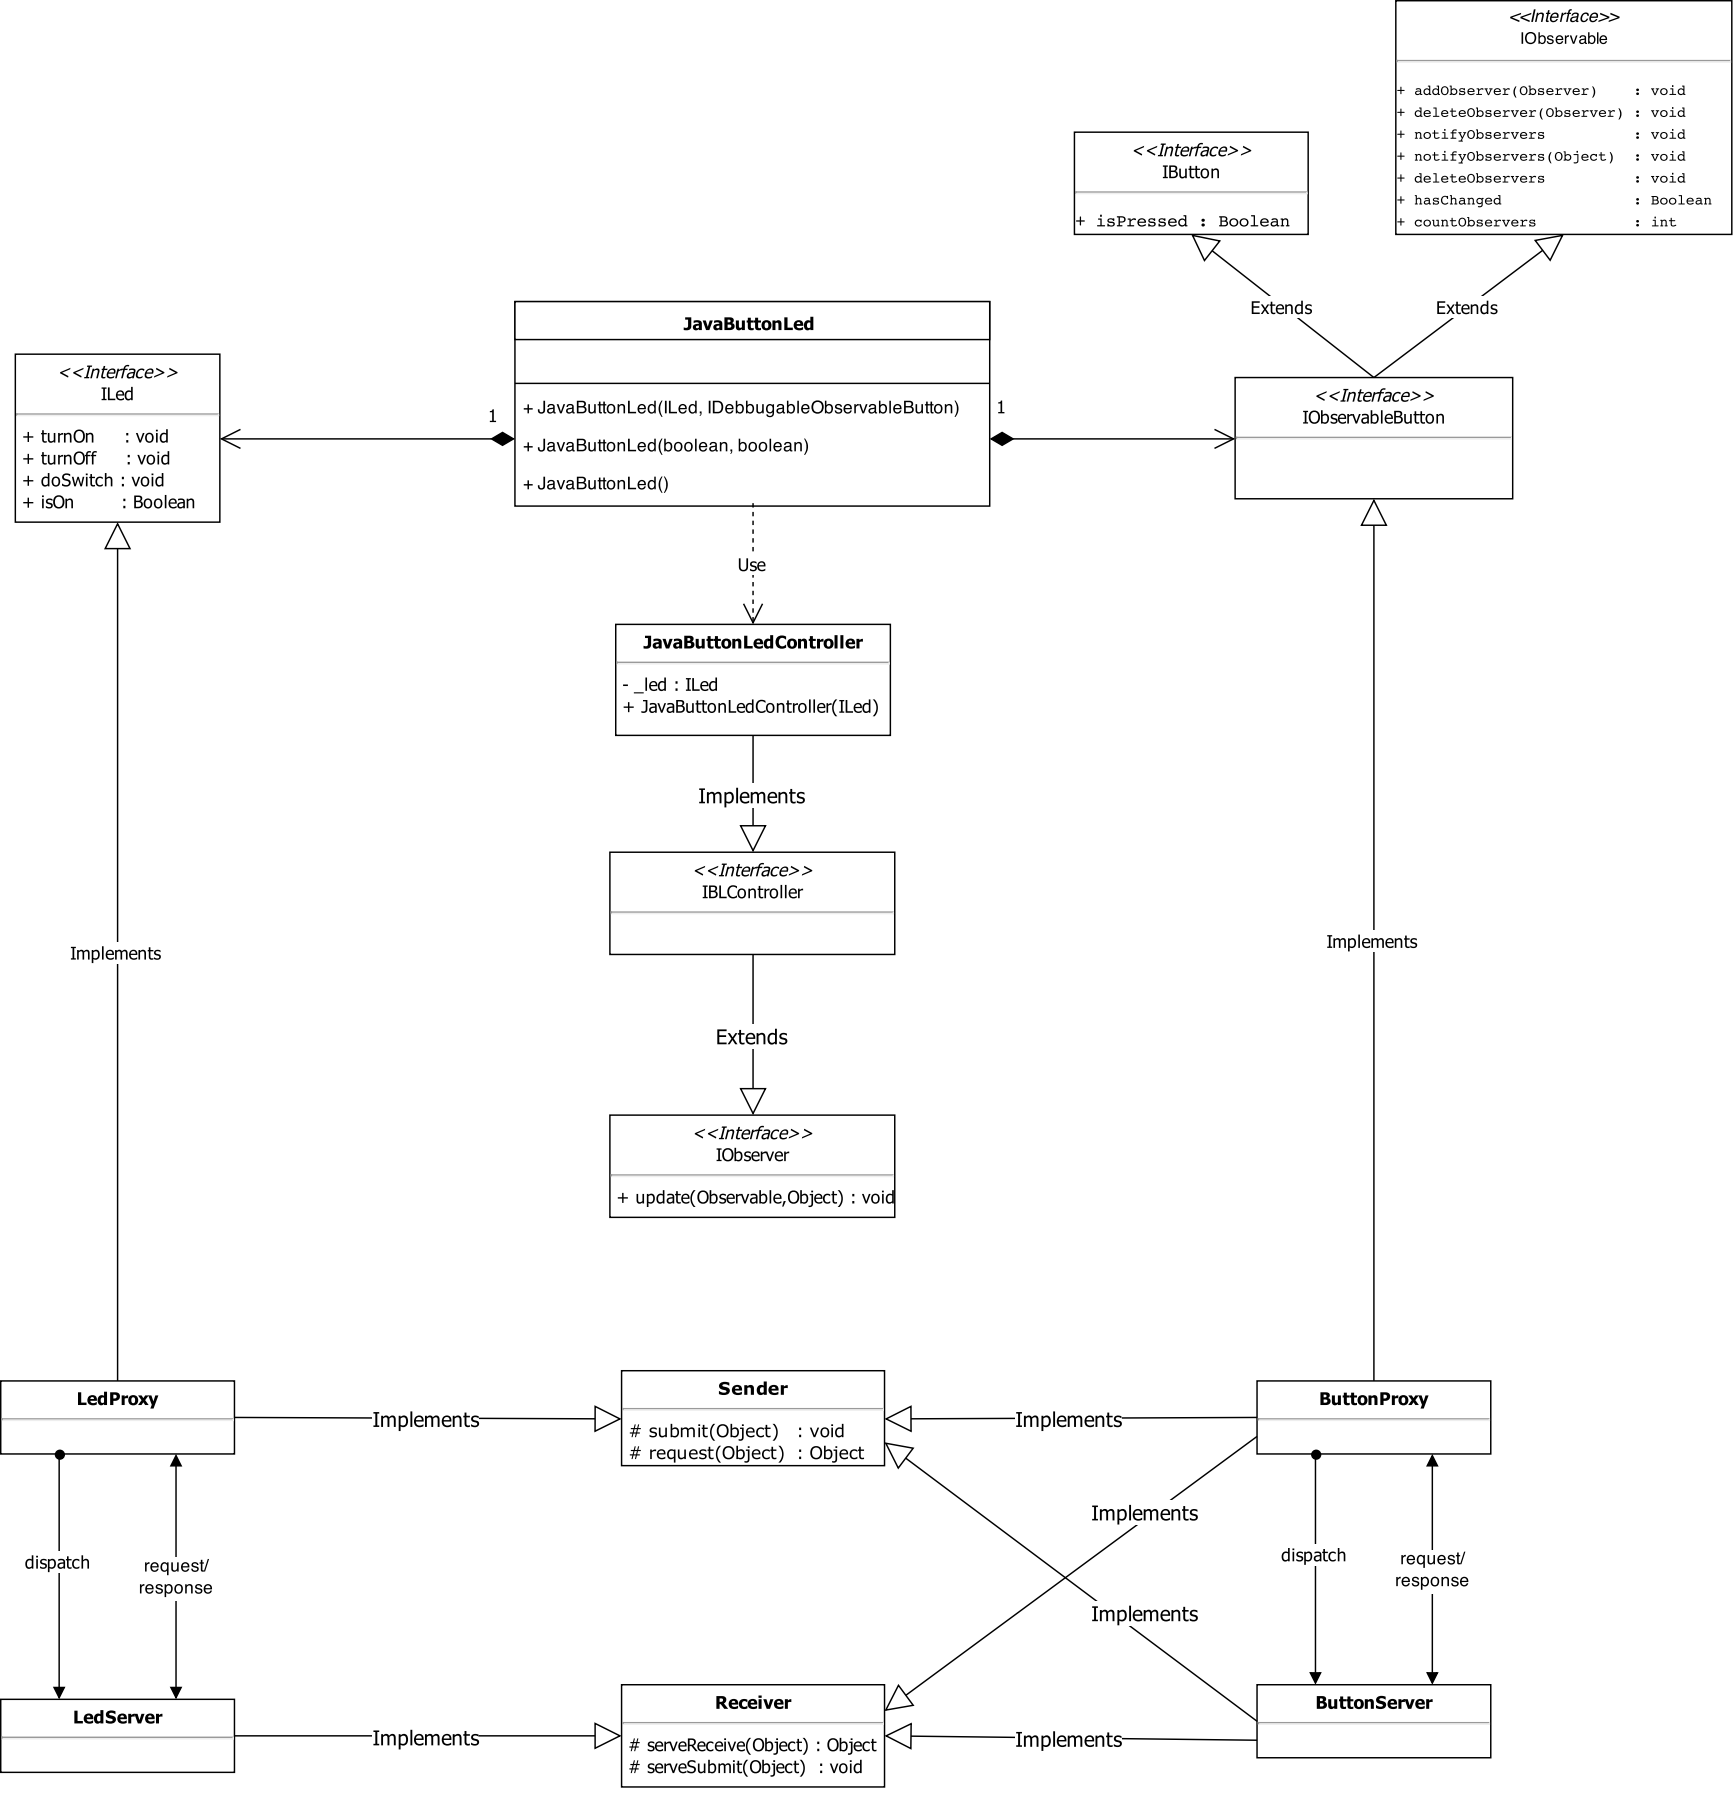 <<Interface>>
IObservable
+ addObserver(Observer) : void
+ deleteObserver(Observer) : void
+ notifyObservers : void
+ notifyObservers(Object) : void
+ deleteObservers : void
+ hasChanged : Boolean
+ countObservers : int
<<Interface>>
IButton
+ isPressed : Boolean
Extends
Extends
JavaButtonLed
+ JavaButtonLed(ILed, IDebbugableObservableButton)
+ JavaButtonLed(boolean, boolean)
+ JavaButtonLed()
1
1
<<Interface>>
ILed
+ turnOn : void
+ turnOff : void
+ doSwitch : void
+ isOn : Boolean
<<Interface>>
IObservableButton
Use
JavaButtonLedController
- _led : ILed
+ JavaButtonLedController(ILed)
Implements
<<Interface>>
IBLController
Implements
Implements
Extends
<<Interface>>
IObserver
+ update(Observable,Object) : void
LedProxy
Implements
Sender
# submit(Object) : void
# request(Object) : Object
Implements
ButtonProxy
Implements
dispatch
request/
response
dispatch
request/
response
Implements
LedServer
Implements
Receiver
# serveReceive(Object) : Object
# serveSubmit(Object) : void
Implements
ButtonServer